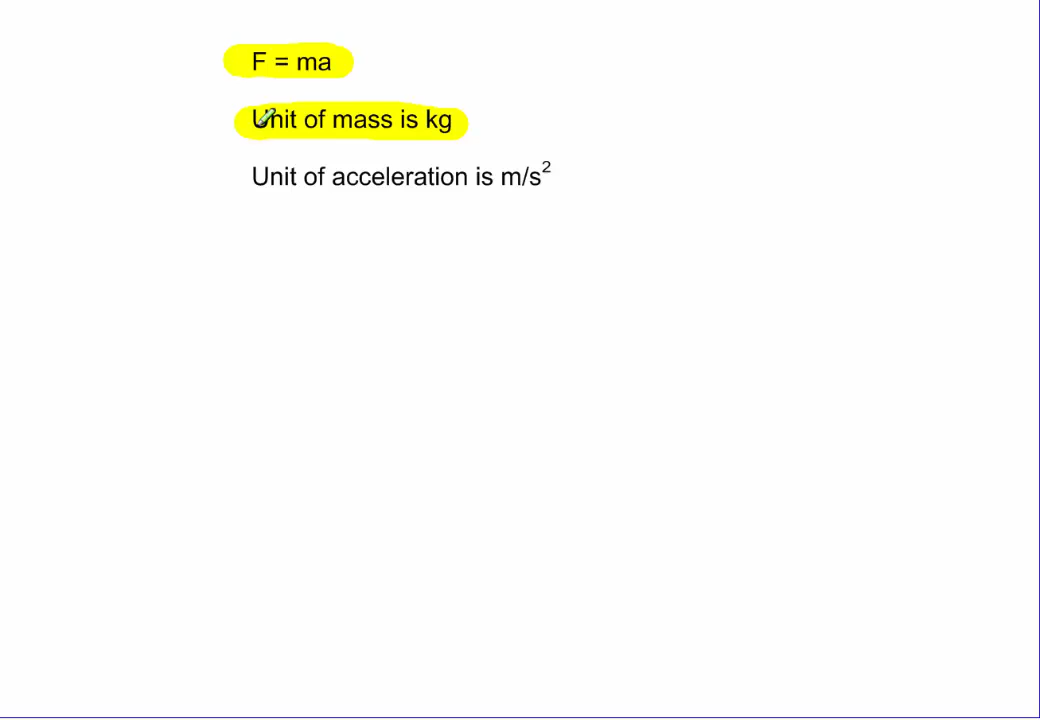 F = ma
Unit of mass is kg
Unit of acceleration is m/s²